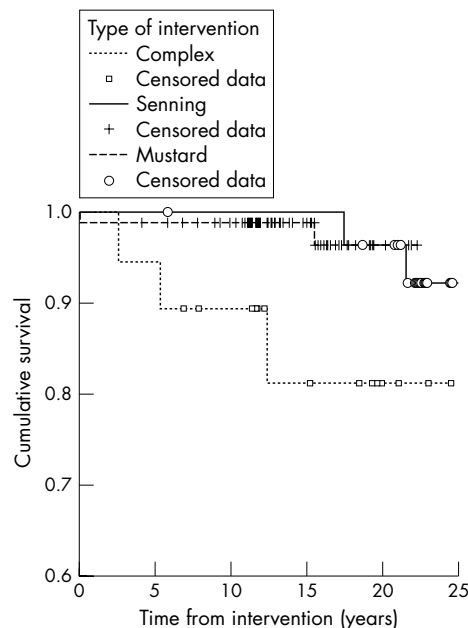 Type of intervention
Complex
Censored data
Senning
Censored data
Mustard
Censored data
1.0
0.9
0.8
0.7
0.6
Cumulative survival
0
5
10
15
20
25
Time from intervention (years)